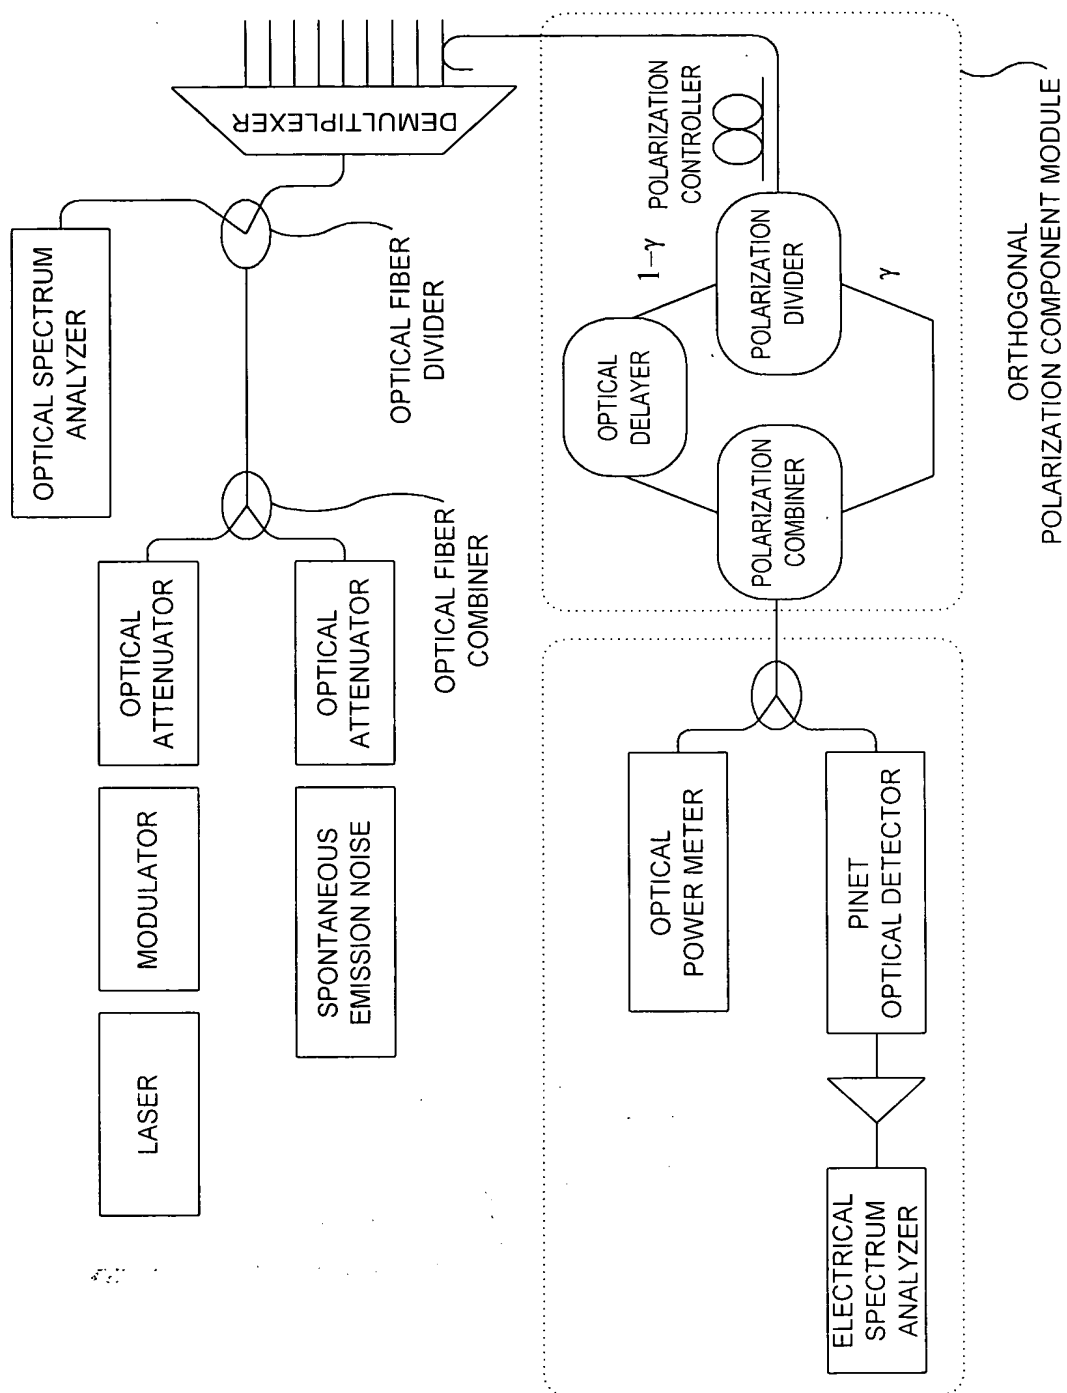 LASER
MODULATOR
OPTICAL
ATTENUATOR
SPONTANEOUS
EMISSION NOISE
OPTICAL
ATTENUATOR
OPTICAL FIBER
COMBINER
OPTICAL SPECTRUM
ANALYZER
OPTICAL FIBER
DIVIDER
DEMULTIPLEXER
ELECTRICAL
SPECTRUM
ANALYZER
OPTICAL
POWER METER
PINET
OPTICAL DETECTOR
POLARIZATION
COMBINER
OPTICAL
DELAYER
1-γ
POLARIZATION
DIVIDER
γ
POLARIZATION
CONTROLLER
ORTHOGONAL
POLARIZATION COMPONENT MODULE